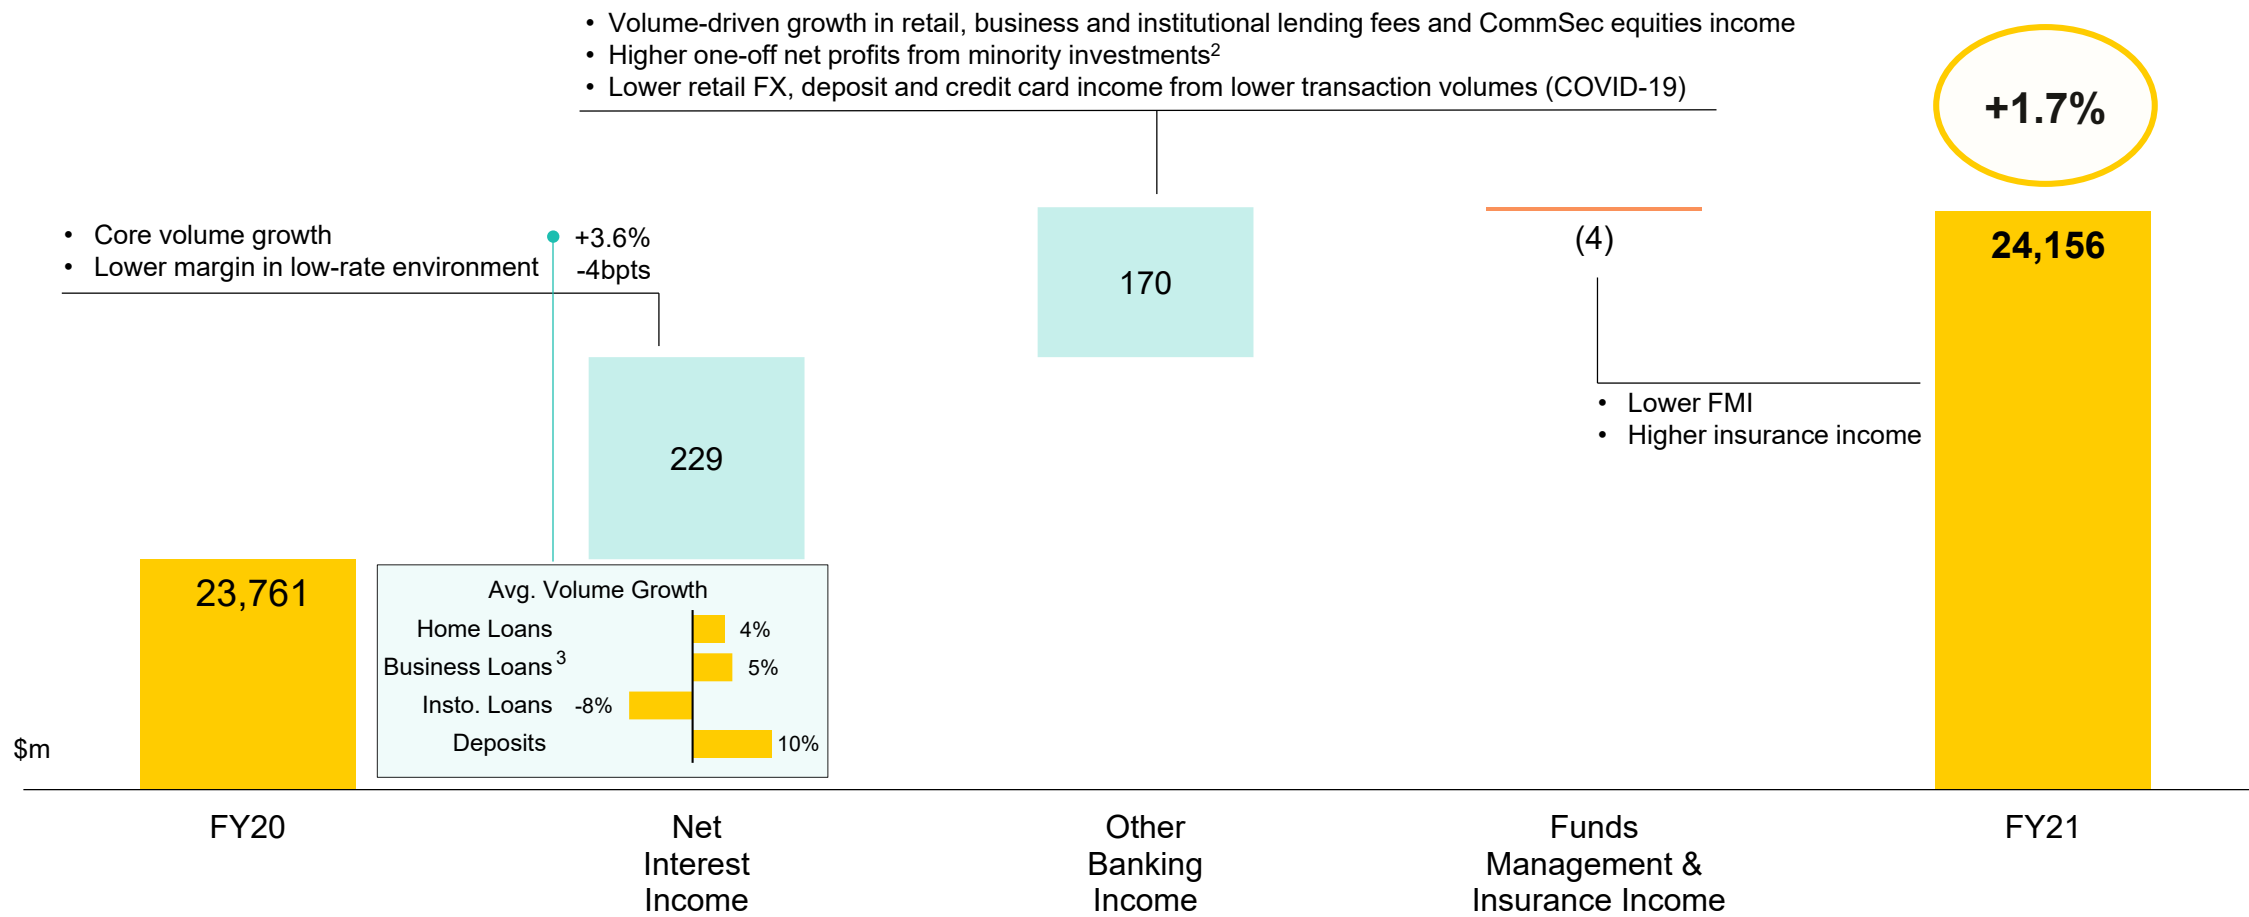 • Volume-driven growth in retail, business and institutional lending fees and CommSec equities income
• Higher one-off net profits from minority investments²
• Lower retail FX, deposit and credit card income from lower transaction volumes (COVID-19)
+1.7%
• Core volume growth +3.6%
• Lower margin in low-rate environment -4bpts
170
(4)
24,156
• Lower FMI
• Higher insurance income
229
23,761
Avg. Volume Growth
Home Loans 4%
Business Loans³ 5%
Insto. Loans -8%
Deposits 10%
$m
FY20
Net
Interest
Income
Other
Banking
Income
Funds
Management &
Insurance Income
FY21